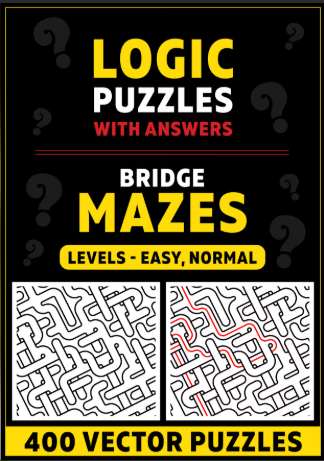 LOGIC
PUZZLES
WITH ANSWERS
BRIDGE
MAZES
LEVELS - EASY, NORMAL
400 VECTOR PUZZLES